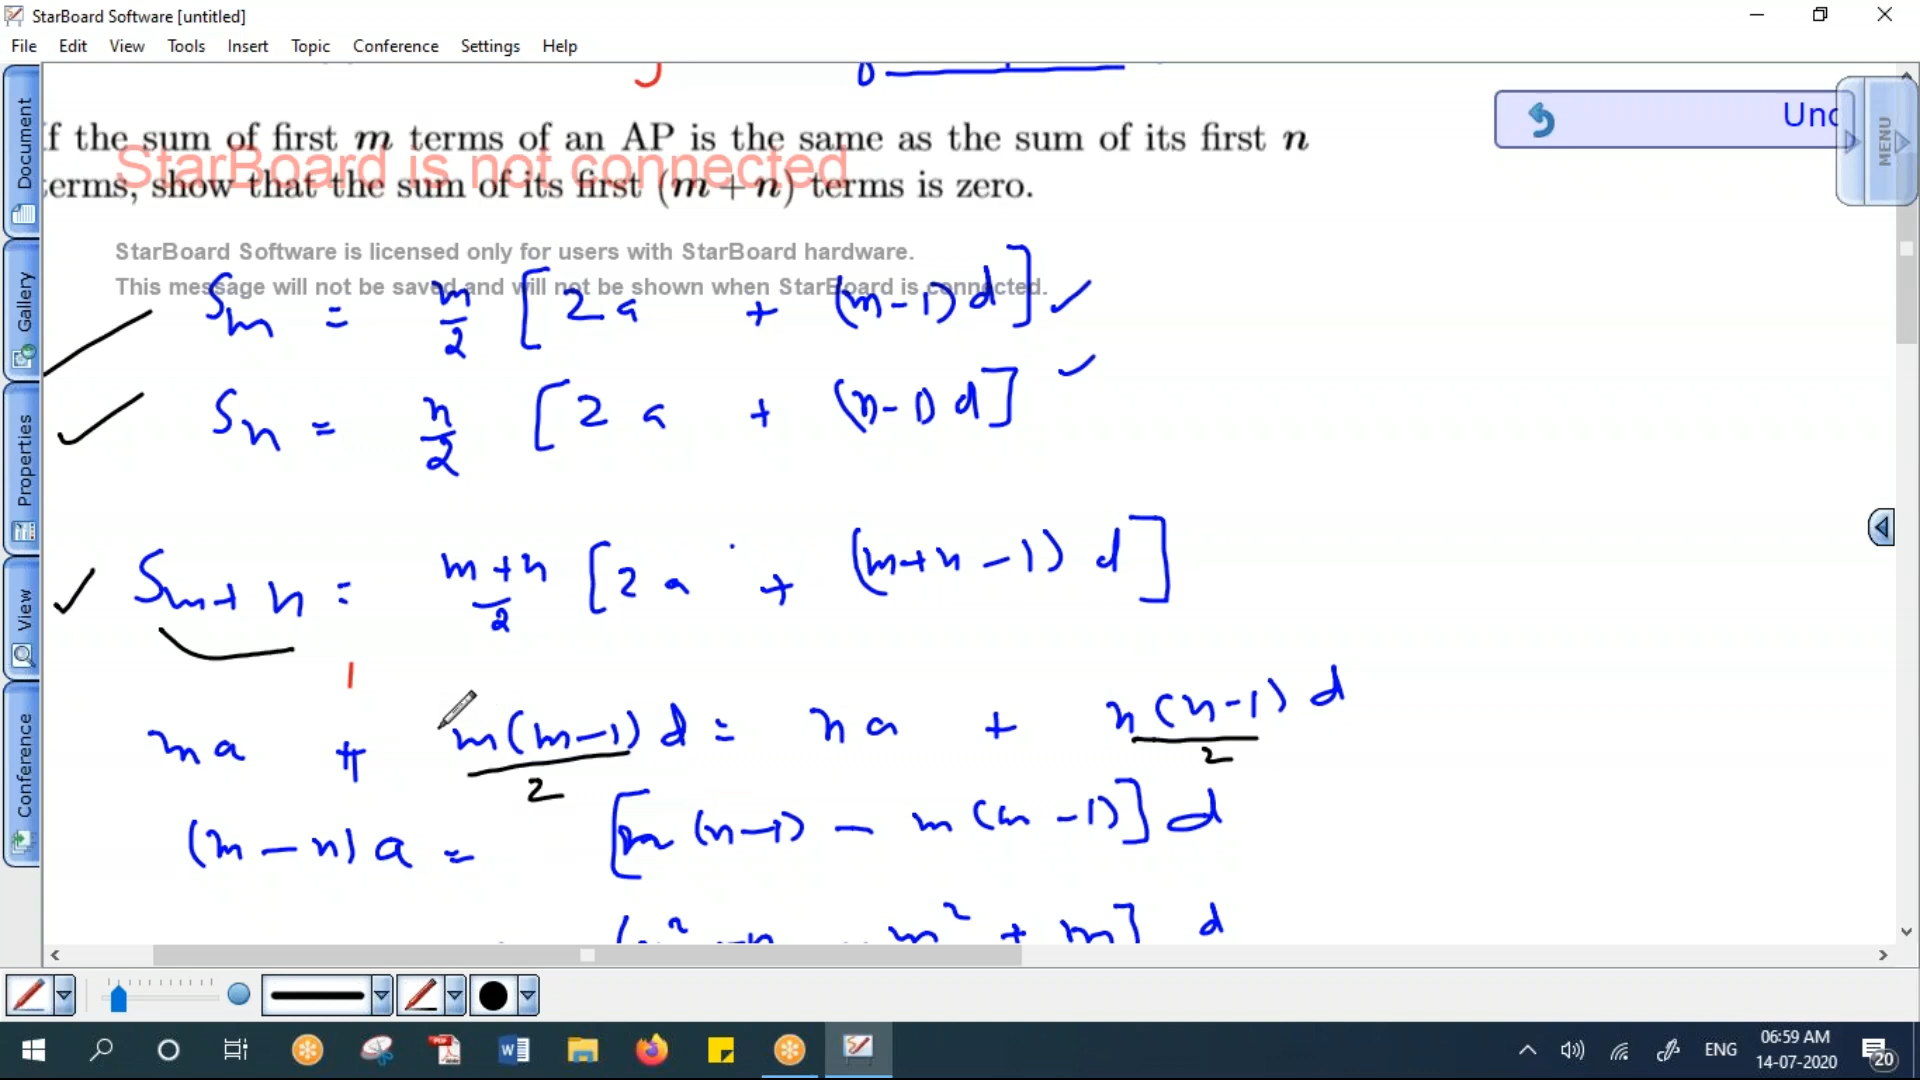 StarBoard Software [untitled]
File Edit View Tools Insert Topic Conference Settings Help
f the sum of first m terms of an AP is the same as the sum of its first n
StarBoard is not connected
erms, show that the sum of its first (m + n) terms is zero.
Unc
MENU
StarBoard Software is licensed only for users with StarBoard hardware.
This message will not be saved and will not be shown when StarBoard is connected.
Document
Gallery
Properties
View
Conference
Sm = m/2 [2a + (m-1)d] ✓
Sn = n/2 [2a + (n-1)d] ✓
✓ Sm+n = m+n/2 [2a + (m+n-1)d]
ma + m(m-1)d/2 = na + n(n-1)d/2
(m-n)a = [n(n-1) - m(m-1)]d
m² + m] d
ENG
06:59 AM
14-07-2020
20